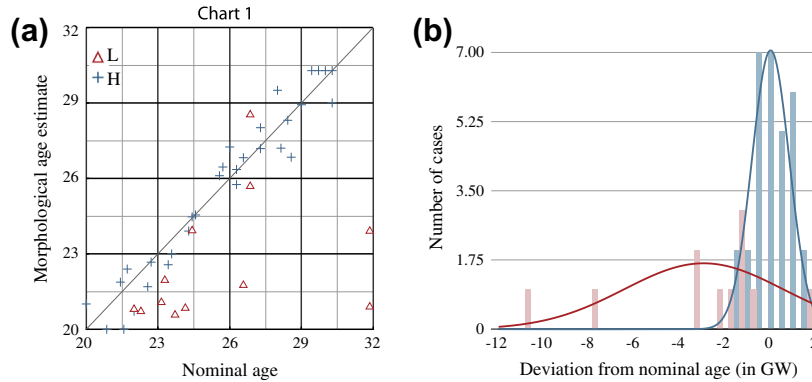 (a)
Chart 1
Morphological age estimate
32
29
26
23
20
L
H
20 23 26 29 32
Nominal age
(b)
Number of cases
7.00
5.25
3.50
1.75
0
-12 -10 -8 -6 -4 -2 0 2
Deviation from nominal age (in GW)